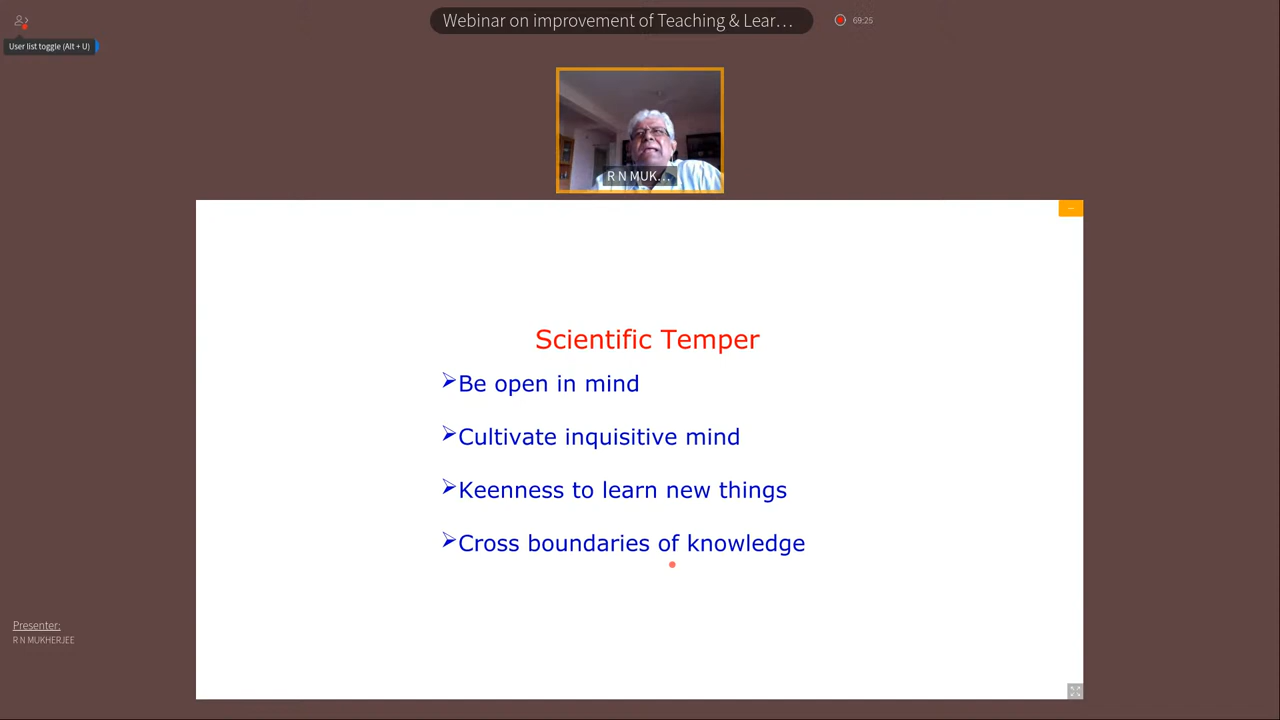 Webinar on improvement of Teaching & Lear…
69:25
User list toggle (Alt + U)
R N MUK…
Scientific Temper
Be open in mind
Cultivate inquisitive mind
Keenness to learn new things
Cross boundaries of knowledge
Presenter:
R N MUKHERJEE